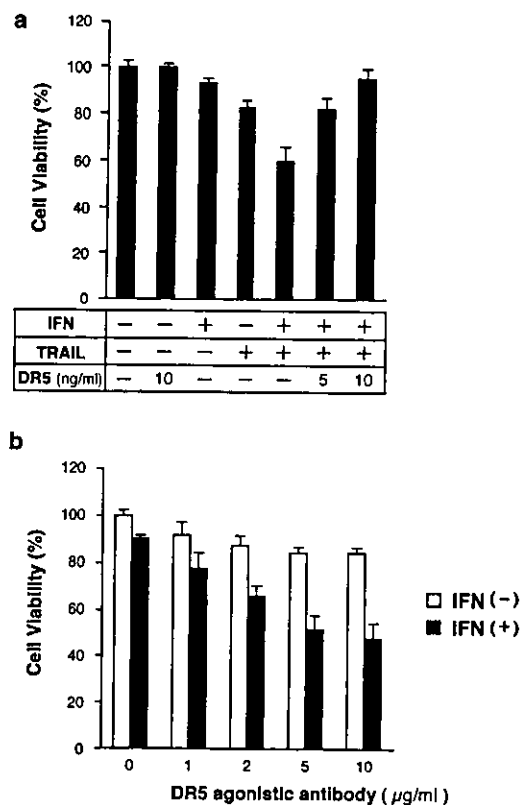 a
120
100
80
60
40
20
0
Cell Viability (%)
IFN − − + − + + +
TRAIL − − − + + + +
DR5 (ng/ml) − 10 − − − 5 10
b
120
100
80
60
40
20
0
Cell Viability (%)
IFN (−)
IFN (+)
0 1 2 5 10
DR5 agonistic antibody (μg/ml)